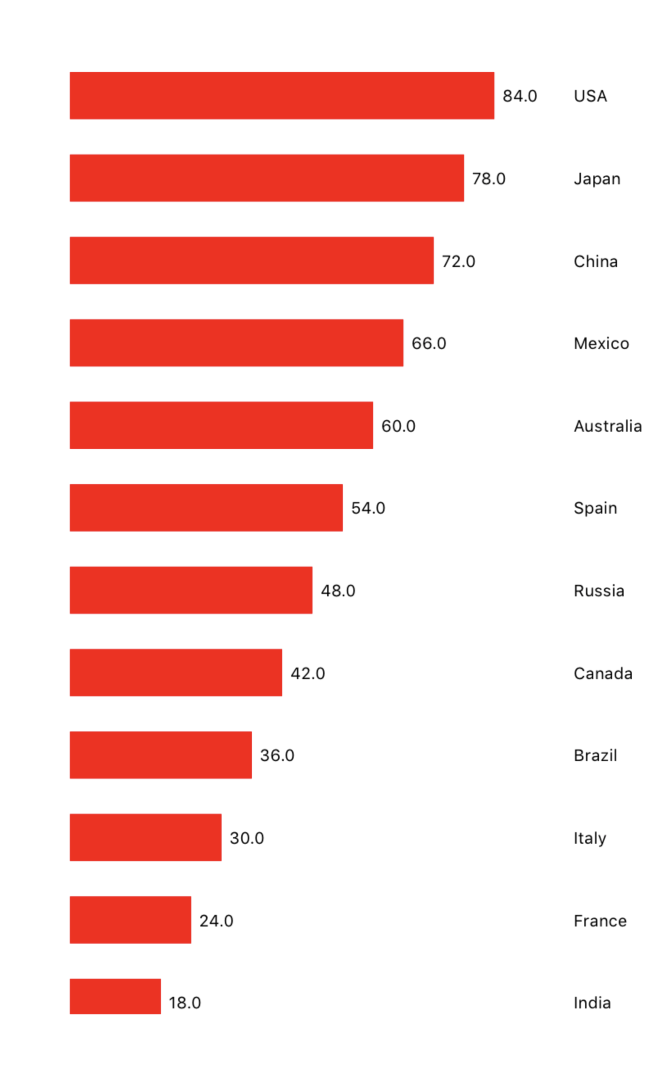 84.0 USA
78.0 Japan
72.0 China
66.0 Mexico
60.0 Australia
54.0 Spain
48.0 Russia
42.0 Canada
36.0 Brazil
30.0 Italy
24.0 France
18.0 India